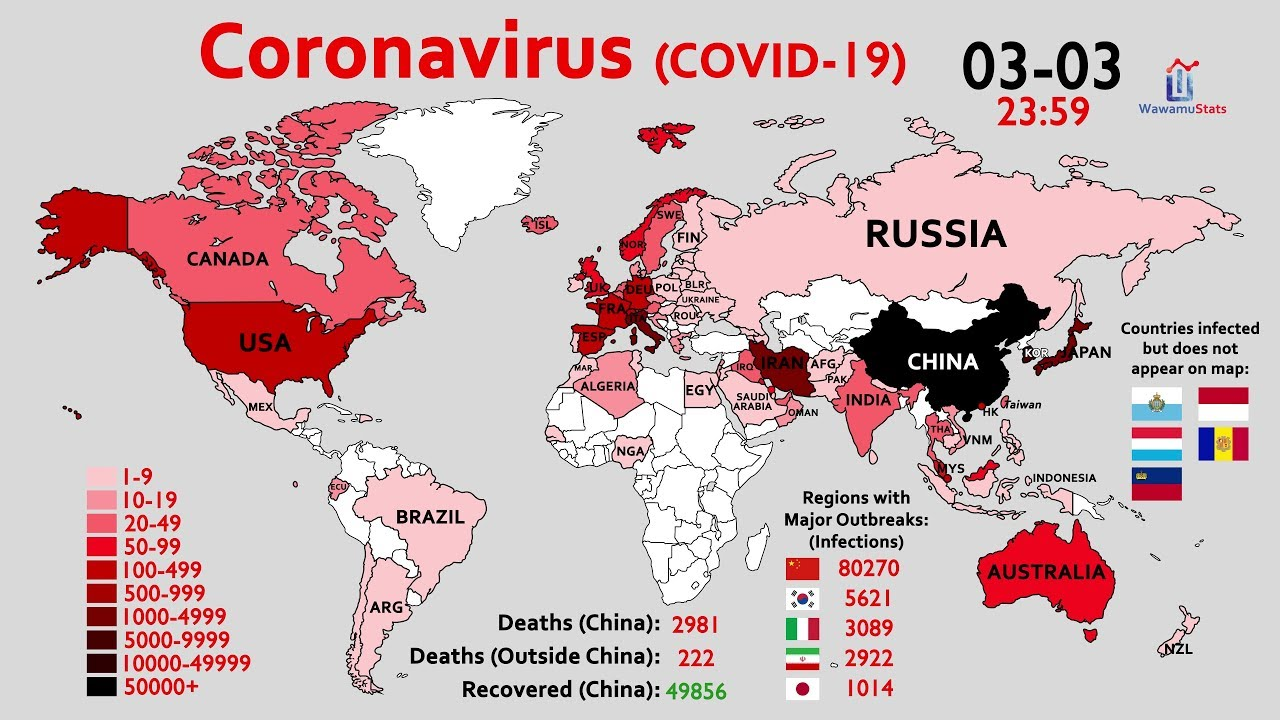 Coronavirus (COVID-19)
03-03
23:59
WawamuStats
ISL
SWE
FIN
NOR
RUSSIA
CANADA
UK
DEU
POL
BLR
UKRAINE
FRA
ITA
ROU
ESP
USA
Countries infected
but does not
appear on map:
KOR
JAPAN
CHINA
IRAN
IRQ
AFG
PAK
MAR
ALGERIA
EGY
SAUDI
ARABIA
OMAN
INDIA
HK
Taiwan
MEX
THA
VNM
NGA
MYS
INDONESIA
ECU
BRAZIL
1-9
10-19
20-49
50-99
100-499
500-999
1000-4999
5000-9999
10000-49999
50000+
Regions with
Major Outbreaks:
(Infections)
80270
5621
3089
2922
1014
AUSTRALIA
ARG
NZL
Deaths (China): 2981
Deaths (Outside China): 222
Recovered (China): 49856